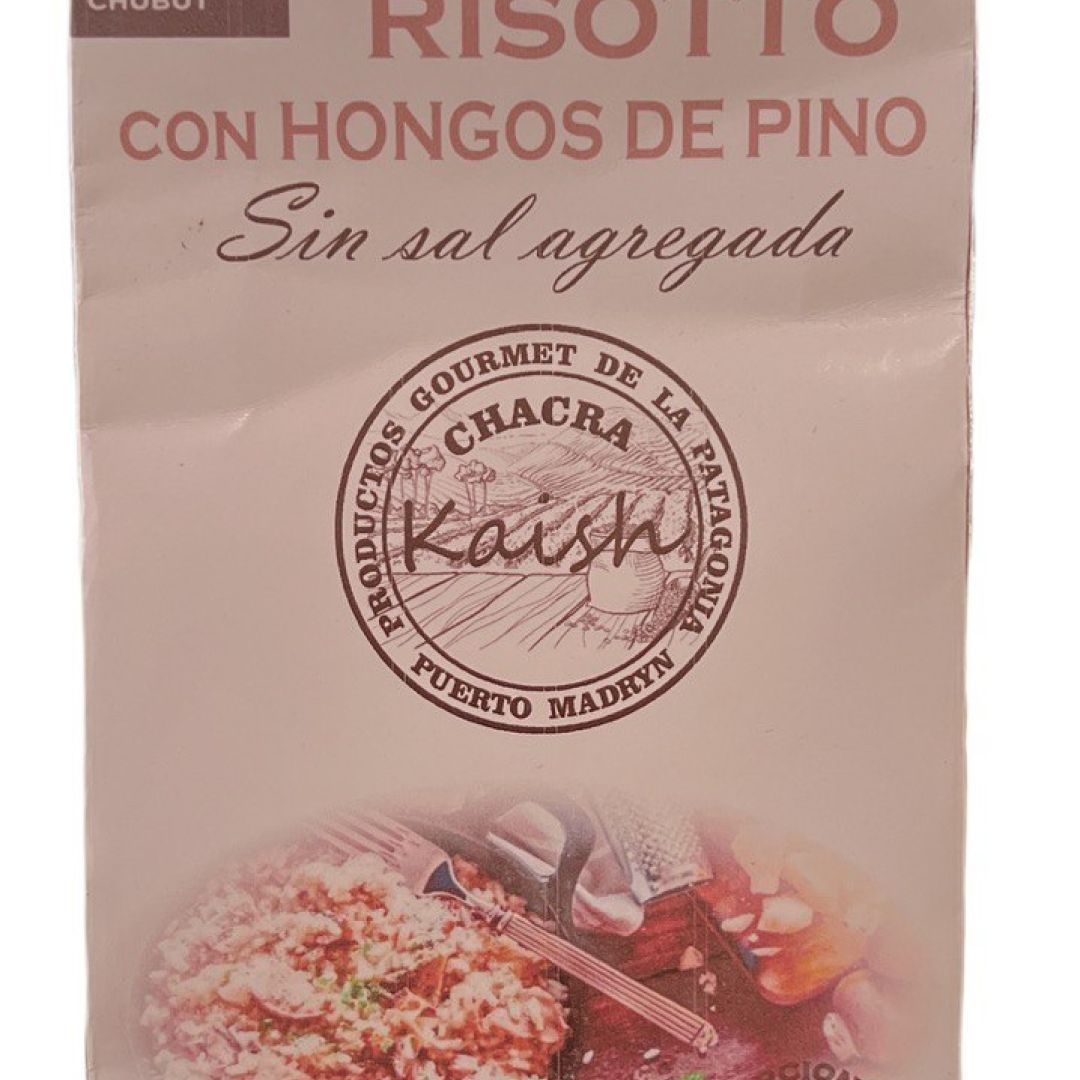 CHUBUT
RISOTTO
CON HONGOS DE PINO
Sin sal agregada
PRODUCTOS GOURMET DE LA PATAGONIA
CHACRA
Kaish
PUERTO MADRYN